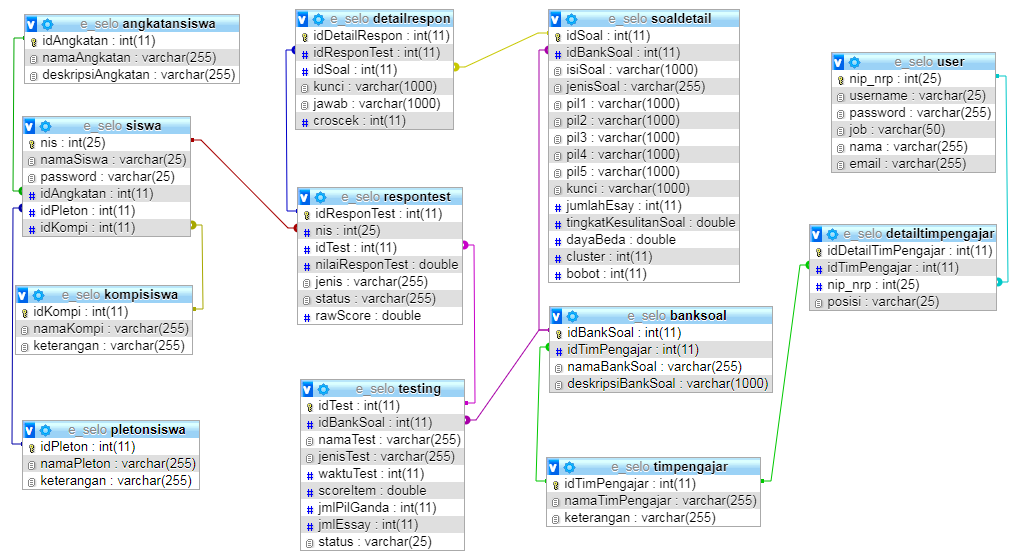 e_selo angkatansiswa
idAngkatan : int(11)
namaAngkatan : varchar(255)
deskripsiAngkatan : varchar(255)
e_selo siswa
nis : int(25)
namaSiswa : varchar(25)
password : varchar(25)
idAngkatan : int(11)
idPleton : int(11)
idKompi : int(11)
e_selo kompisiswa
idKompi : int(11)
namaKompi : varchar(255)
keterangan : varchar(255)
e_selo pletonsiswa
idPleton : int(11)
namaPleton : varchar(255)
keterangan : varchar(255)
e_selo detailrespon
idDetailRespon : int(11)
idResponTest : int(11)
idSoal : int(11)
kunci : varchar(1000)
jawab : varchar(1000)
croscek : int(11)
e_selo respontest
idResponTest : int(11)
nis : int(25)
idTest : int(11)
nilaiResponTest : double
jenis : varchar(255)
status : varchar(255)
rawScore : double
e_selo testing
idTest : int(11)
idBankSoal : int(11)
namaTest : varchar(255)
jenisTest : varchar(255)
waktuTest : int(11)
scoreItem : double
jmlPilGanda : int(11)
jmlEssay : int(11)
status : varchar(25)
e_selo soaldetail
idSoal : int(11)
idBankSoal : int(11)
isiSoal : varchar(1000)
jenisSoal : varchar(255)
pil1 : varchar(1000)
pil2 : varchar(1000)
pil3 : varchar(1000)
pil4 : varchar(1000)
pil5 : varchar(1000)
kunci : varchar(1000)
jumlahEsay : int(11)
tingkatKesulitanSoal : double
dayaBeda : double
cluster : int(11)
bobot : int(11)
e_selo banksoal
idBankSoal : int(11)
idTimPengajar : int(11)
namaBankSoal : varchar(255)
deskripsiBankSoal : varchar(1000)
e_selo timpengajar
idTimPengajar : int(11)
namaTimPengajar : varchar(255)
keterangan : varchar(255)
e_selo user
nip_nrp : int(25)
username : varchar(25)
password : varchar(255)
job : varchar(50)
nama : varchar(255)
email : varchar(255)
e_selo detailtimpengajar
idDetailTimPengajar : int(11)
idTimPengajar : int(11)
nip_nrp : int(25)
posisi : varchar(25)